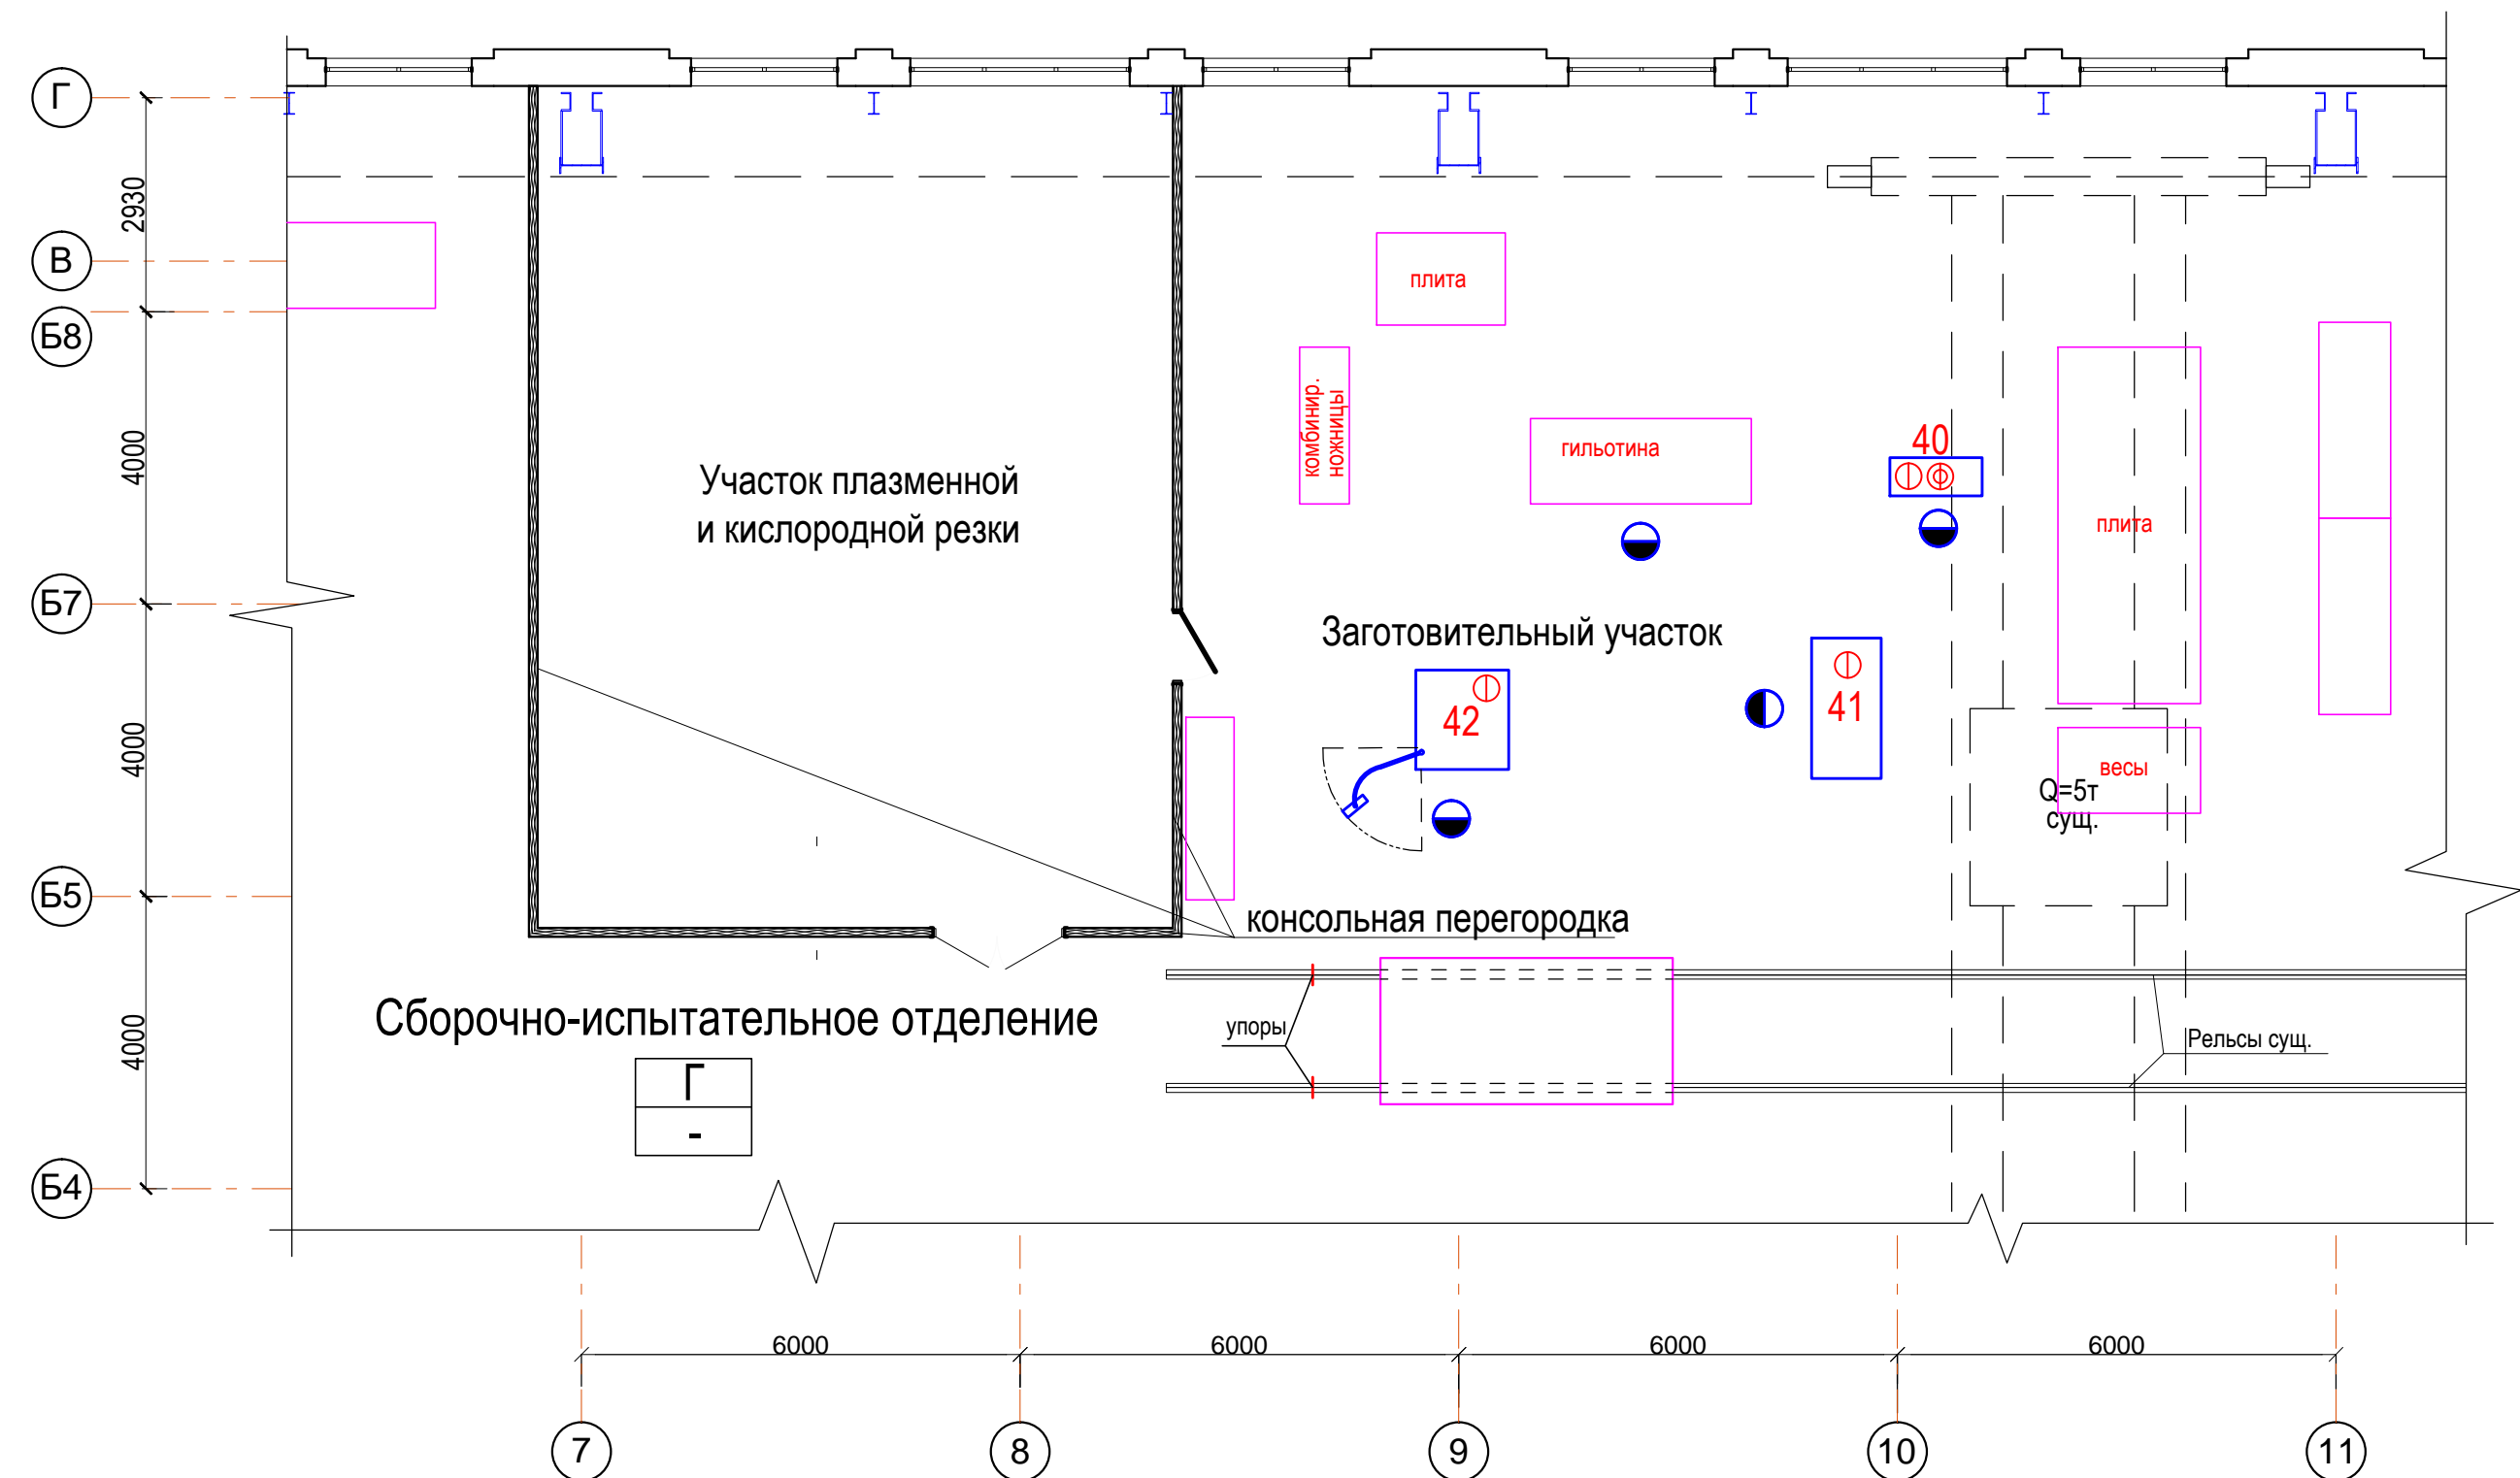 Г
2930
В
Б8
4000
Б7
4000
Б5
4000
Б4
плита
комбинир.
ножницы
гильотина
40
плита
Участок плазменной
и кислородной резки
Заготовительный участок
42
41
весы
Q=5т
сущ.
консольная перегородка
Сборочно-испытательное отделение
упоры
Рельсы сущ.
Г
-
6000
6000
6000
6000
7
8
9
10
11